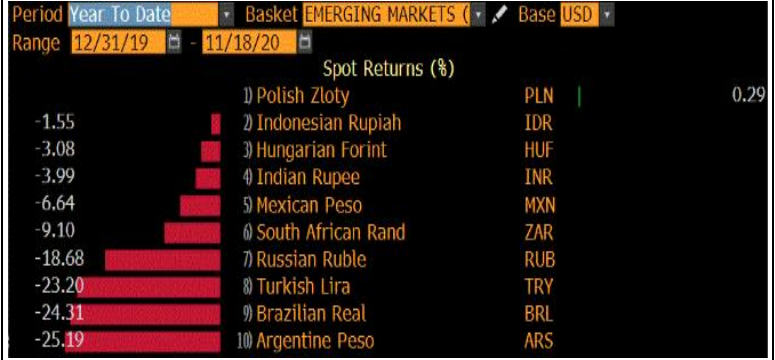 Period Year To Date Basket EMERGING MARKETS ( Base USD
Range 12/31/19 - 11/18/20
Spot Returns (%)
1) Polish Zloty PLN 0.29
-1.55 2) Indonesian Rupiah IDR
-3.08 3) Hungarian Forint HUF
-3.99 4) Indian Rupee INR
-6.64 5) Mexican Peso MXN
-9.10 6) South African Rand ZAR
-18.68 7) Russian Ruble RUB
-23.20 8) Turkish Lira TRY
-24.31 9) Brazilian Real BRL
-25.19 10) Argentine Peso ARS